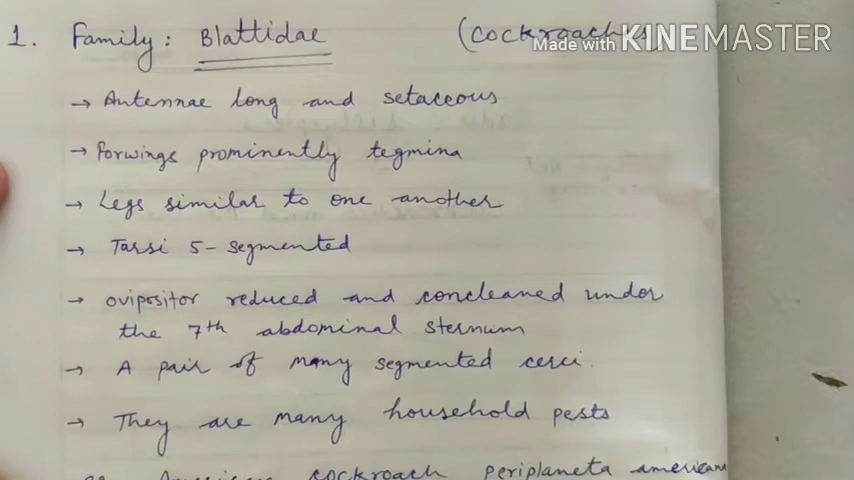 1. Family: Blattidae (Cockroaches)
Made with KINEMASTER
→ Antennae long and setaceous
→ Forwings prominently tegmina
→ Legs similar to one another
→ Tarsi 5-segmented
→ ovipositor reduced and concleaned under
the 7th abdominal sternum
→ A pair of many segmented cerci.
→ They are many household pests
American cockroach periplaneta americana